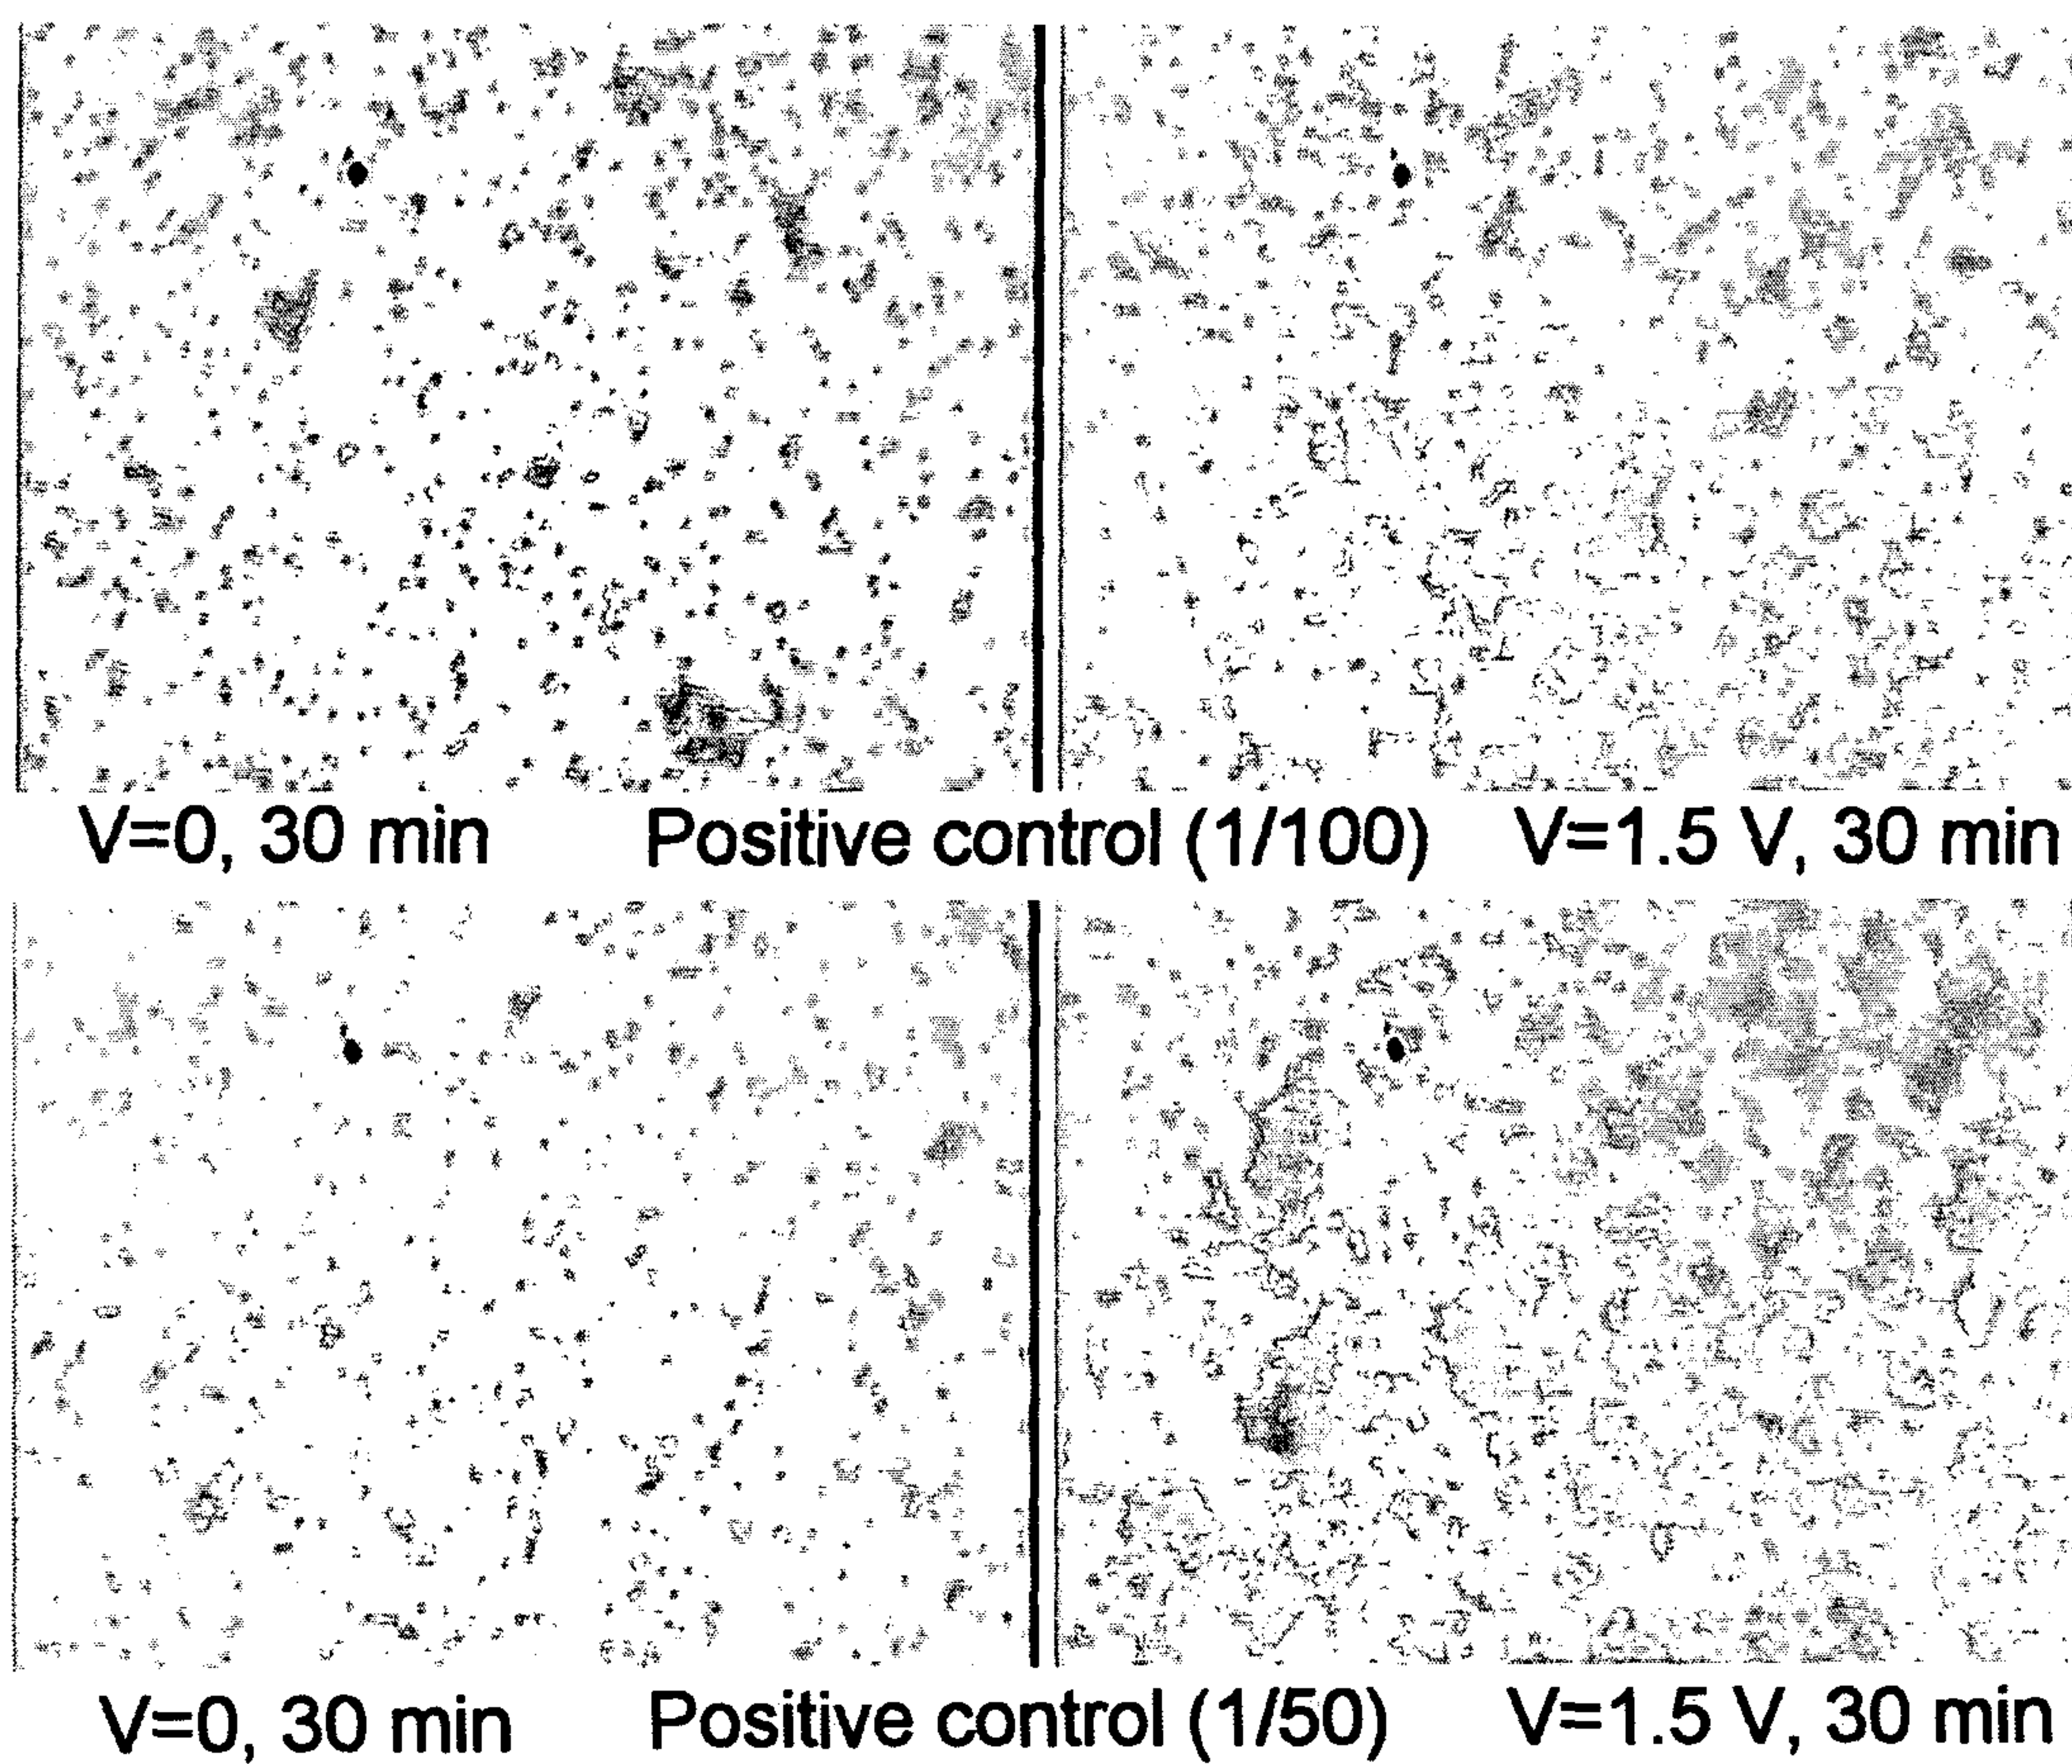 V=0, 30 min Positive control (1/100) V=1.5 V, 30 min
V=0, 30 min Positive control (1/50) V=1.5 V, 30 min